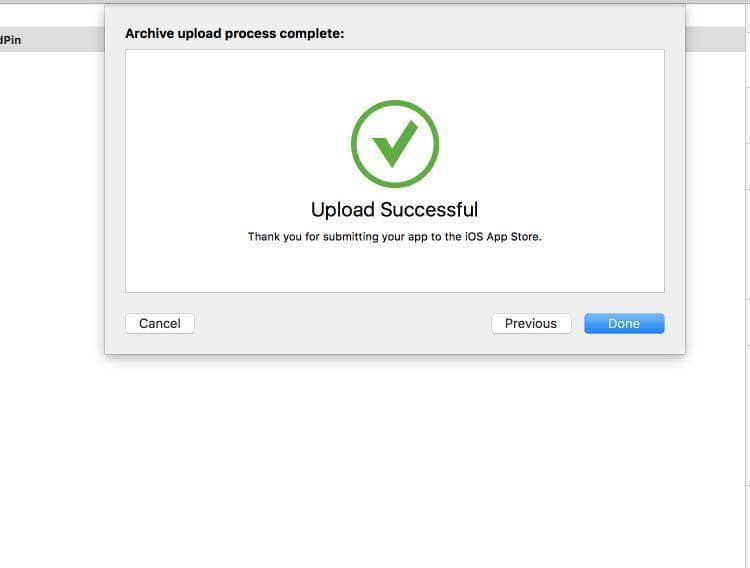 Archive upload process complete:
dPin
Upload Successful
Thank you for submitting your app to the iOS App Store.
Cancel
Previous
Done